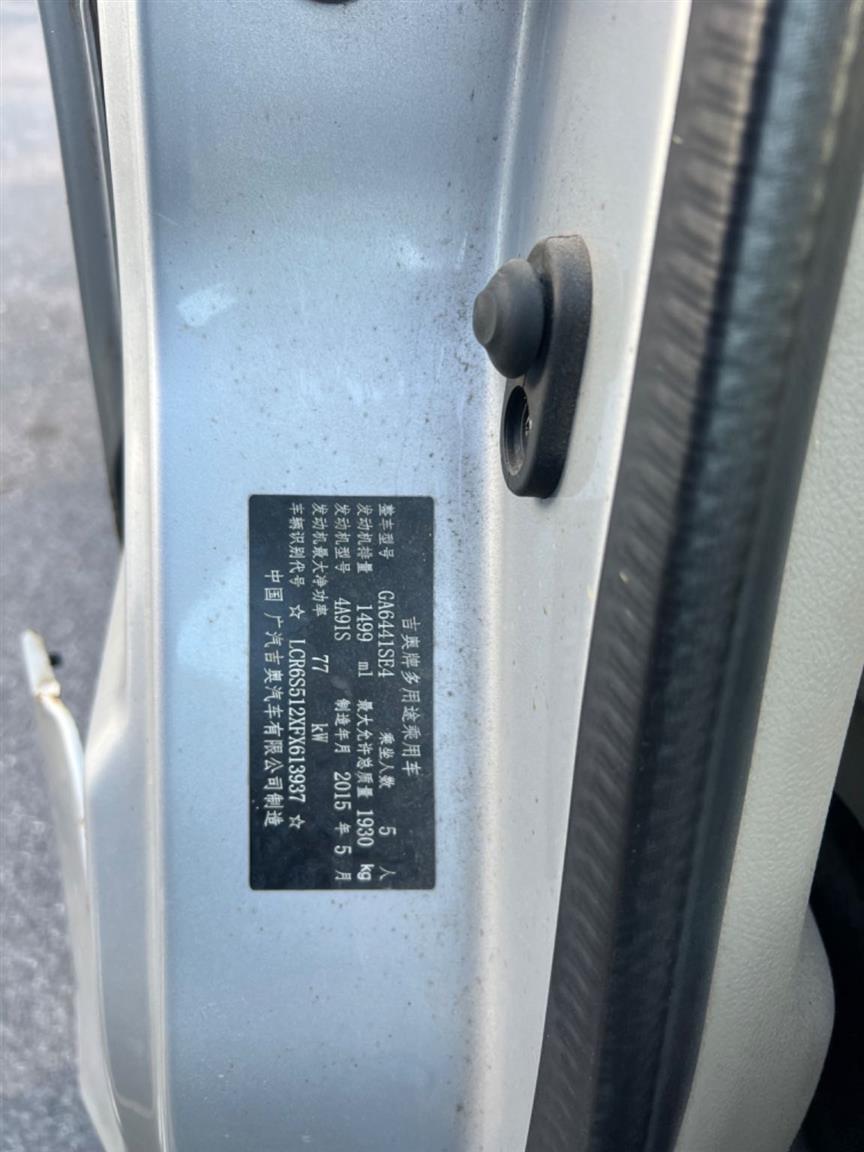 吉奥牌多用途乘用车
整车型号 GA6441SE4 乘坐人数 5 人
发动机排量 1499 ml 最大允许总质量 1930 kg
发动机型号 4A91S 制造年月 2015 年 5 月
发动机最大净功率 77 kW
车辆识别代号 ☆ LCR6S512XFX613937 ☆
中国 广汽吉奥汽车有限公司制造